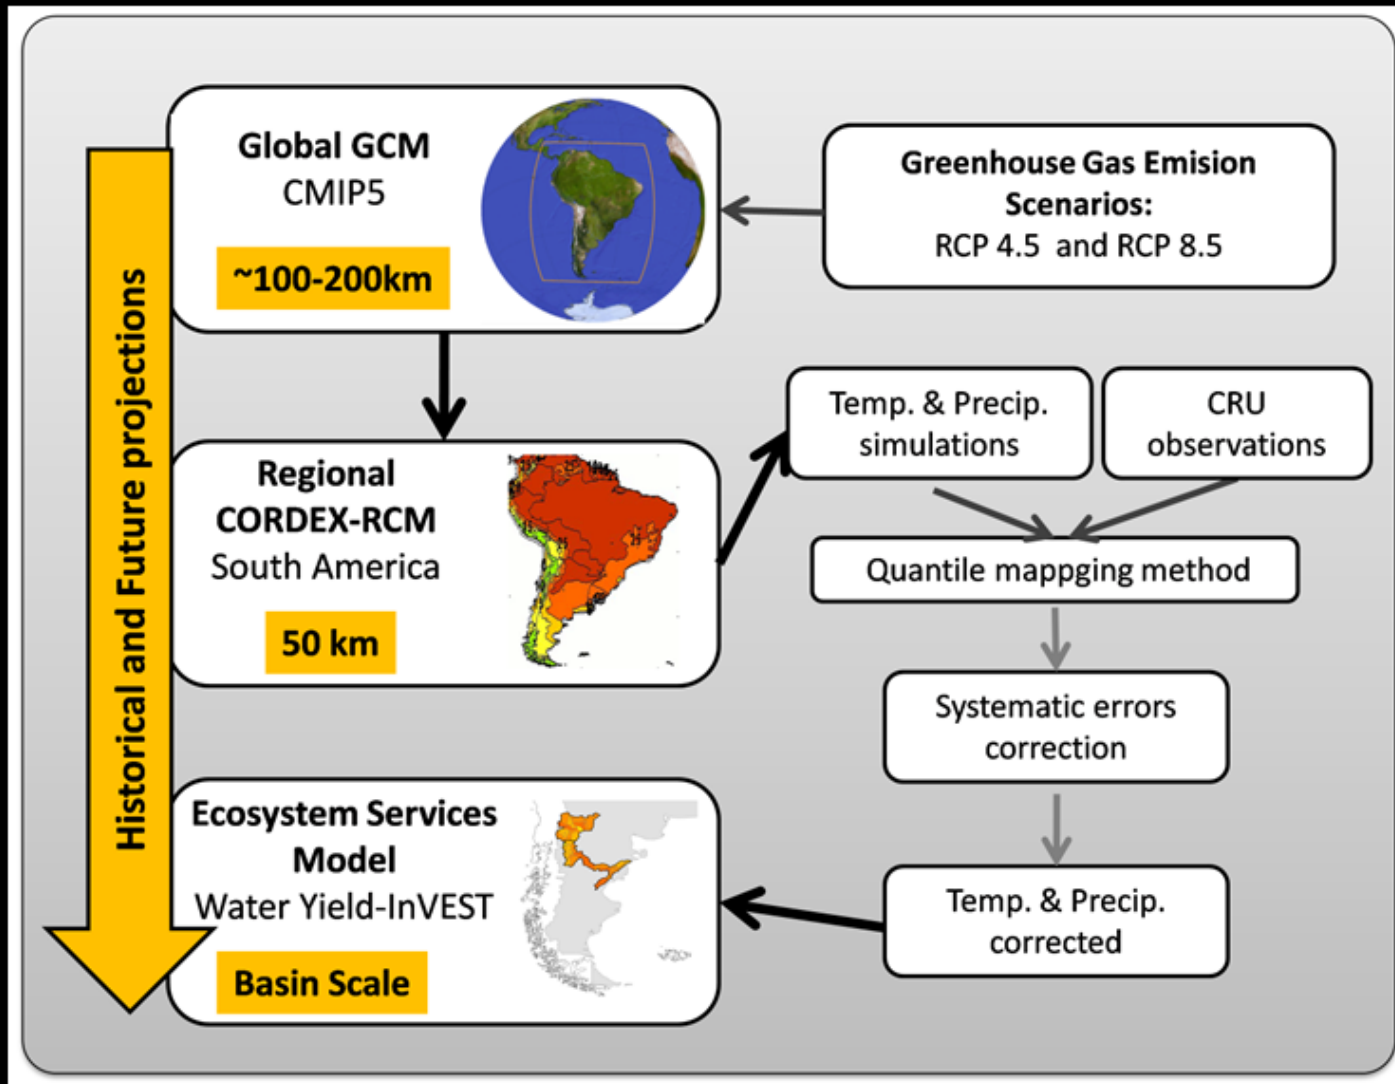 Historical and Future projections
Global GCM
CMIP5
~100-200km
Greenhouse Gas Emision
Scenarios:
RCP 4.5 and RCP 8.5
Regional
CORDEX-RCM
South America
50 km
Temp. & Precip.
simulations
CRU
observations
Quantile mappging method
Systematic errors
correction
Temp. & Precip.
corrected
Ecosystem Services
Model
Water Yield-InVEST
Basin Scale